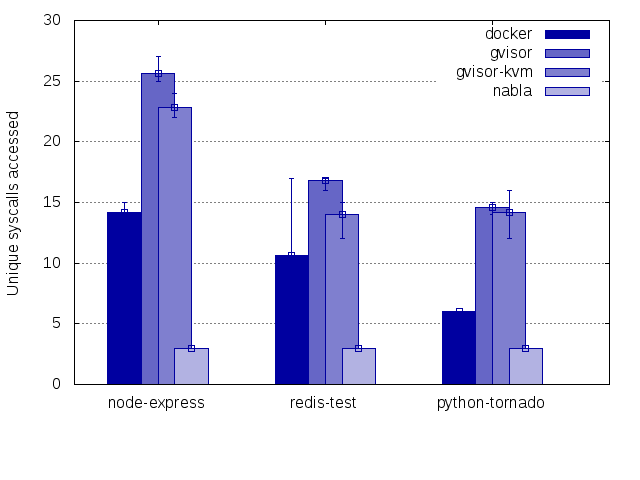 30
25
20
15
10
5
0
Unique syscalls accessed
docker
gvisor
gvisor-kvm
nabla
node-express
redis-test
python-tornado